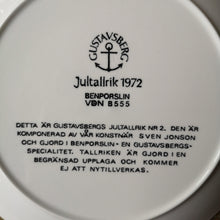 GUSTAVSBERG
Jultallrik 1972
BENPORSLIN
VDN B555
DETTA ÄR GUSTAVSBERGS JULTALLRIK NR 2. DEN ÄR
KOMPONERAD AV VÅR KONSTNÄR SVEN JONSON
OCH GJORD I BENPORSLIN - EN GUSTAVSBERGS-
SPECIALITET. TALLRIKEN ÄR GJORD I EN
BEGRÄNSAD UPPLAGA OCH KOMMER
EJ ATT NYTILLVERKAS.